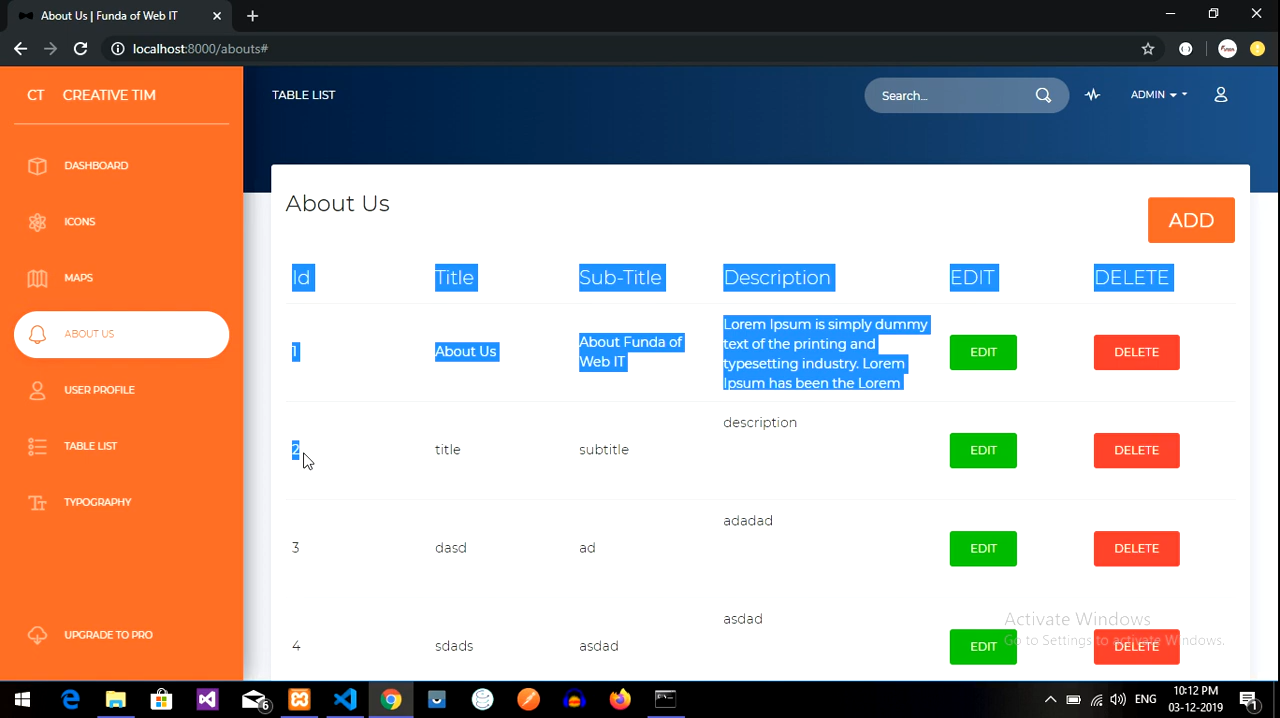 About Us | Funda of Web IT
localhost:8000/abouts#
CT CREATIVE TIM
TABLE LIST
Search...
ADMIN
DASHBOARD
ICONS
MAPS
ABOUT US
USER PROFILE
TABLE LIST
TYPOGRAPHY
UPGRADE TO PRO
About Us
ADD
Id Title Sub-Title Description EDIT DELETE
1 About Us About Funda of Web IT Lorem Ipsum is simply dummy text of the printing and typesetting industry. Lorem Ipsum has been the Lorem EDIT DELETE
2 title subtitle description EDIT DELETE
3 dasd ad adadad EDIT DELETE
4 sdads asdad asdad EDIT DELETE
Activate Windows
Go to Settings to activate Windows.
6
ENG
10:12 PM
03-12-2019
1